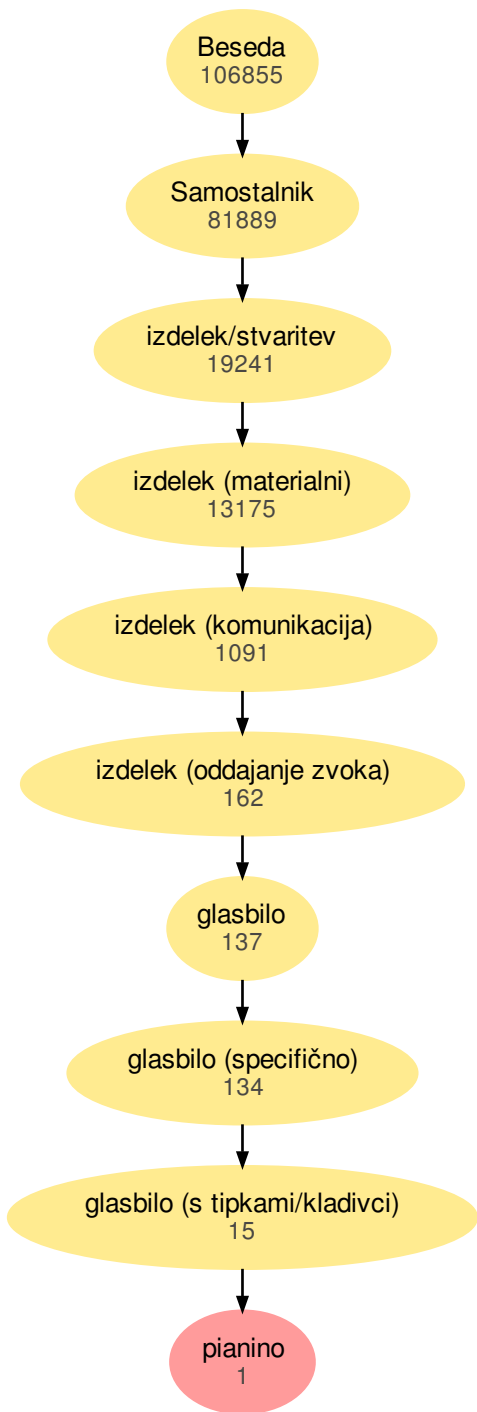 Beseda
106855
Samostalnik
81889
izdelek/stvaritev
19241
izdelek (materialni)
13175
izdelek (komunikacija)
1091
izdelek (oddajanje zvoka)
162
glasbilo
137
glasbilo (specifično)
134
glasbilo (s tipkami/kladivci)
15
pianino
1